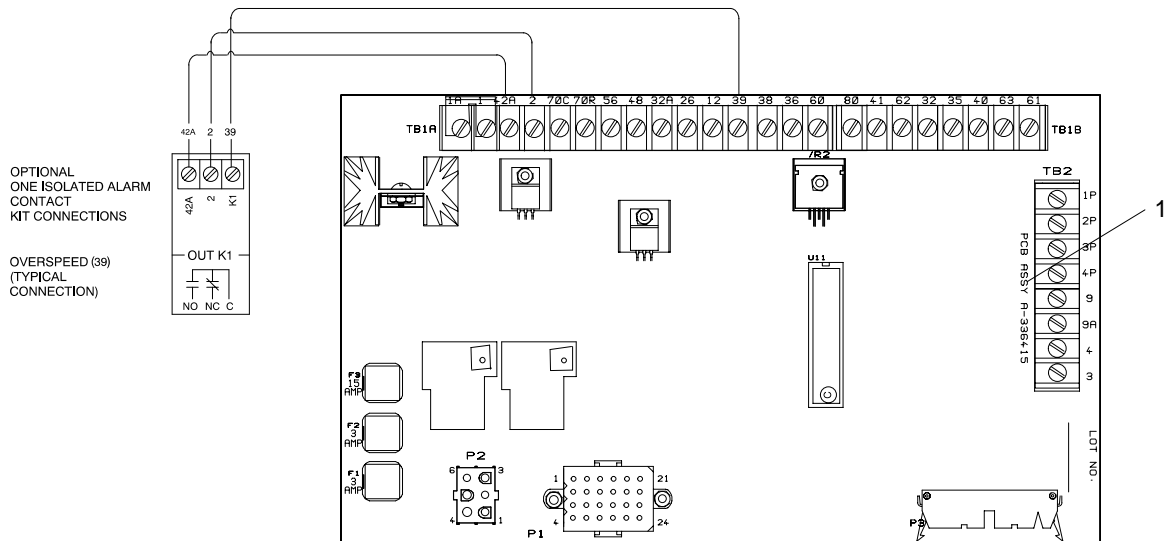 1A 1 42A 2 70C 70R 56 48 32A 26 12 39 38 36 60 80 41 62 32 35 40 63 61
TB1A
TB1B
42A 2 39
42A 2 K1
OPTIONAL
ONE ISOLATED ALARM
CONTACT
KIT CONNECTIONS
OVERSPEED (39)
(TYPICAL
CONNECTION)
OUT K1
NO NC C
/R2
U11
C
TB2
1P
2P
3P
4P
9
9A
4
3
PCB ASSY A-336415
1
LOT NO.
F3
15
AMP
F2
3
AMP
F1
3
AMP
P2
6 3
4 1
1 21
4 24
P1
P3